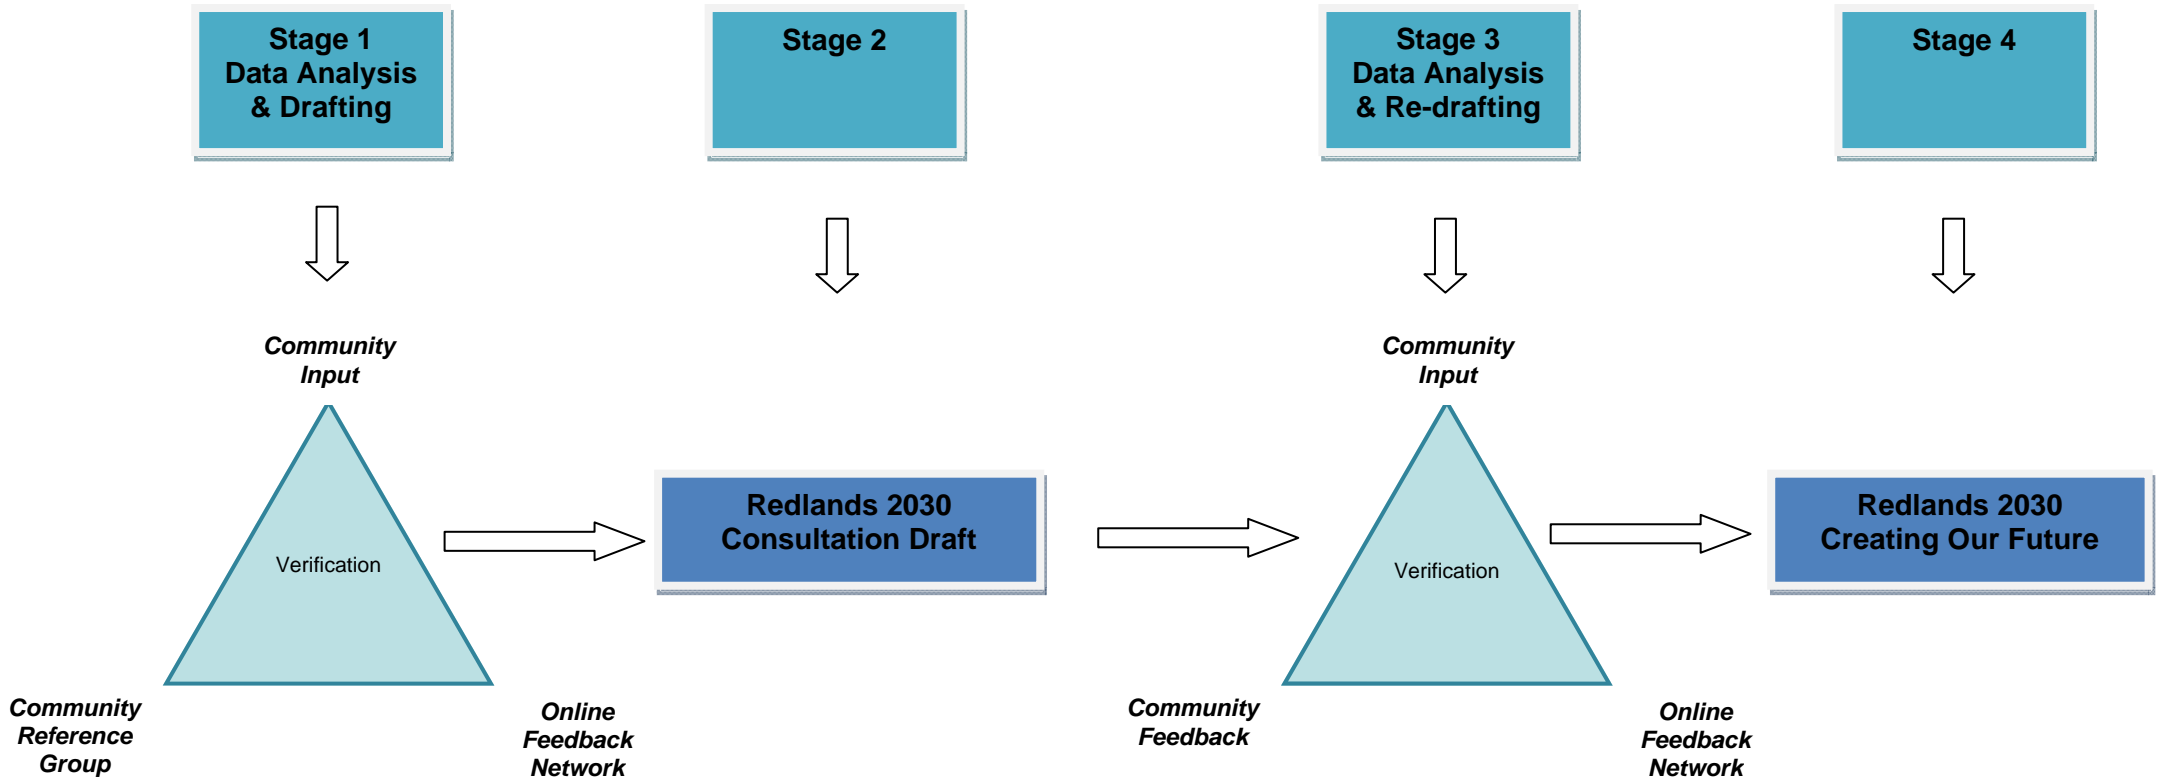 Stage 1
Data Analysis
& Drafting
Stage 2
Stage 3
Data Analysis
& Re-drafting
Stage 4
Community
Input
Community
Input
Verification
Redlands 2030
Consultation Draft
Verification
Redlands 2030
Creating Our Future
Community
Reference
Group
Online
Feedback
Network
Community
Feedback
Online
Feedback
Network